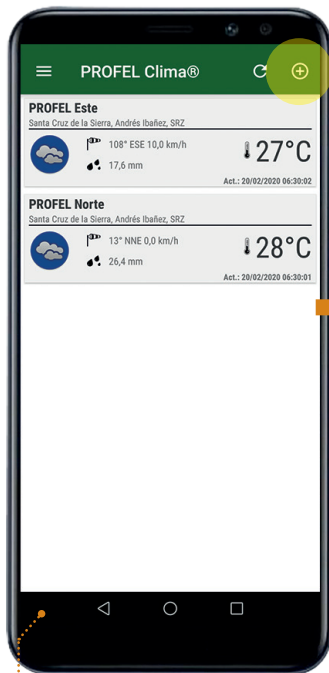 PROFEL Clima®
PROFEL Este
Santa Cruz de la Sierra, Andrés Ibañez, SRZ
108° ESE 10,0 km/h
27°C
17,6 mm
Act.: 20/02/2020 06:30:02
PROFEL Norte
Santa Cruz de la Sierra, Andrés Ibañez, SRZ
13° NNE 0,0 km/h
28°C
26,4 mm
Act.: 20/02/2020 06:30:01